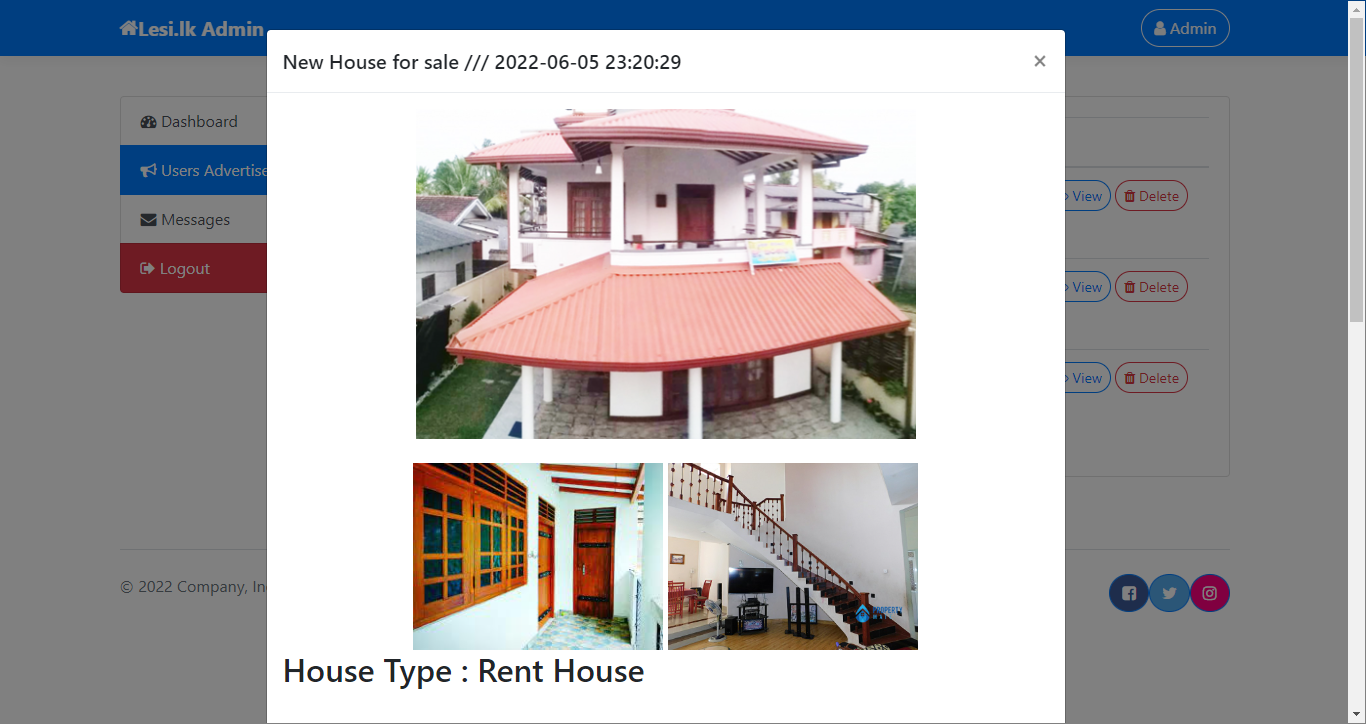 Lesi.lk Admin
Admin
New House for sale /// 2022-06-05 23:20:29
×
Dashboard
Users Advertise
Messages
Logout
View
Delete
View
Delete
View
Delete
PROPERTY
House Type : Rent House
© 2022 Company, In